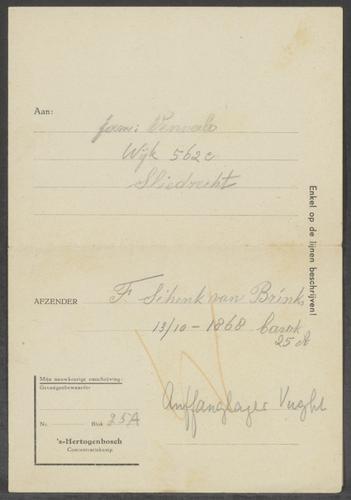 Aan:
fam: Vervalo
Wijk 562c
Sliedrecht
Enkel op de lijnen beschrijven!
AFZENDER
F. Schenk van Brink
13/10 - 1868 Barak
25 A
Auffanglager Vught
Mijn nauwkeurige omschrijving:
Gevangenbewaarder
Nr. Blok 25A
's-Hertogenbosch
Concentratiekamp